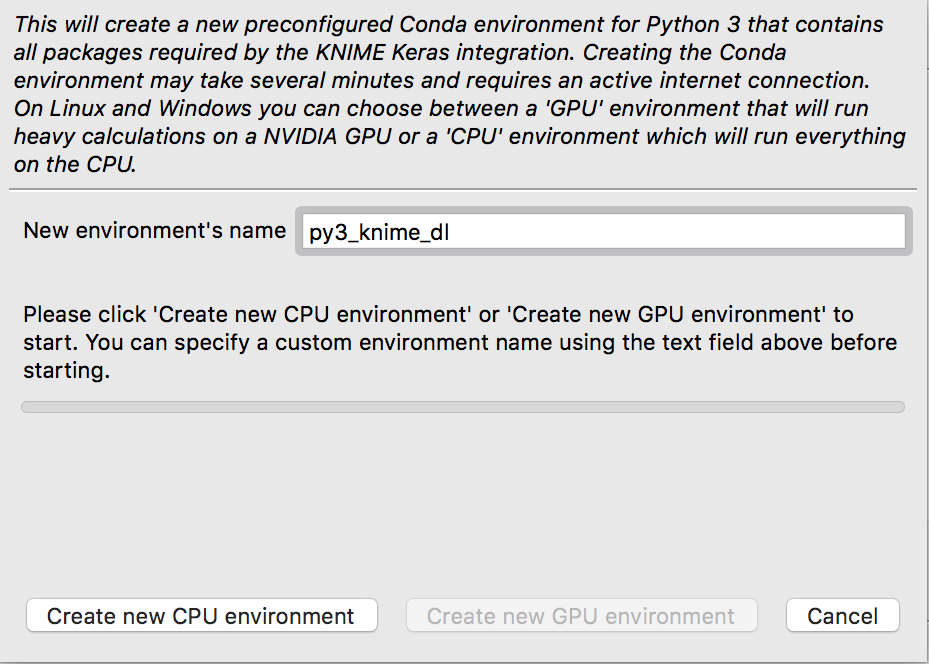 This will create a new preconfigured Conda environment for Python 3 that contains
all packages required by the KNIME Keras integration. Creating the Conda
environment may take several minutes and requires an active internet connection.
On Linux and Windows you can choose between a 'GPU' environment that will run
heavy calculations on a NVIDIA GPU or a 'CPU' environment which will run everything
on the CPU.
New environment's name py3_knime_dl
Please click 'Create new CPU environment' or 'Create new GPU environment' to
start. You can specify a custom environment name using the text field above before
starting.
Create new CPU environment Create new GPU environment Cancel